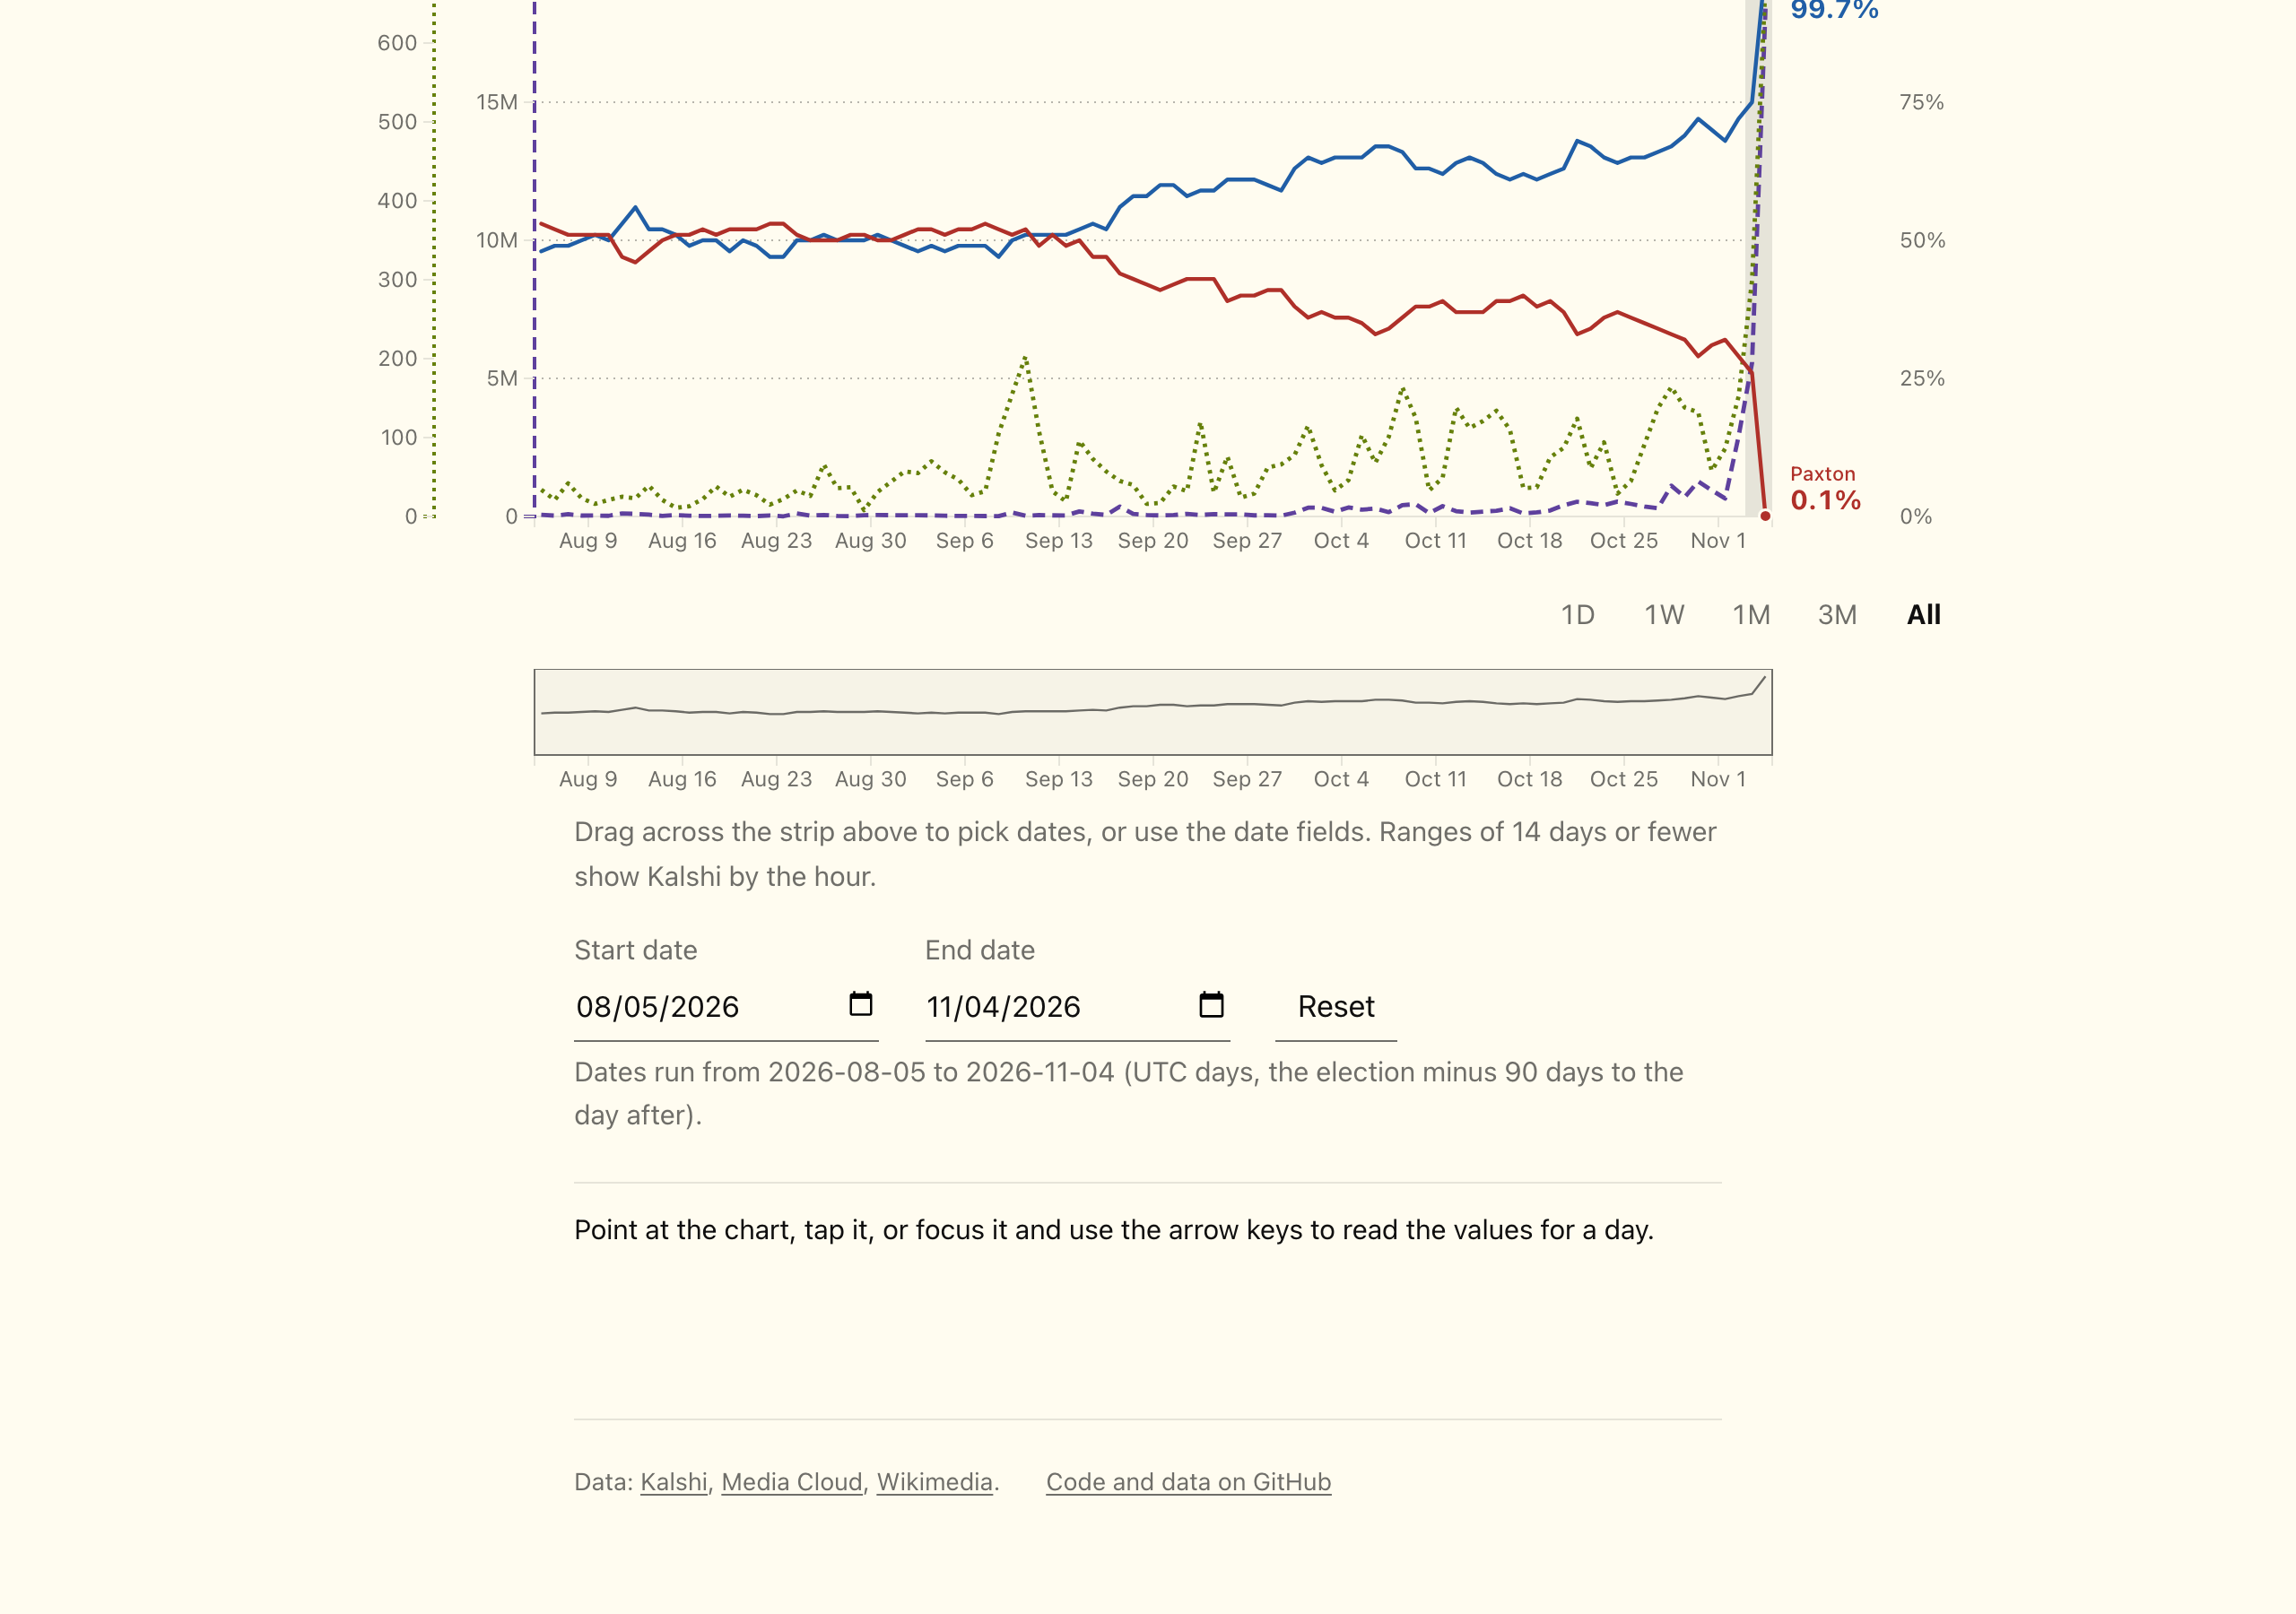 99.7%
600
15M
75%
500
400
10M
50%
300
200
5M
25%
100
Paxton
0.1%
0
0
0%
Aug 9 Aug 16 Aug 23 Aug 30 Sep 6 Sep 13 Sep 20 Sep 27 Oct 4 Oct 11 Oct 18 Oct 25 Nov 1
1D 1W 1M 3M All
Aug 9 Aug 16 Aug 23 Aug 30 Sep 6 Sep 13 Sep 20 Sep 27 Oct 4 Oct 11 Oct 18 Oct 25 Nov 1
Drag across the strip above to pick dates, or use the date fields. Ranges of 14 days or fewer
show Kalshi by the hour.
Start date End date
08/05/2026 11/04/2026 Reset
Dates run from 2026-08-05 to 2026-11-04 (UTC days, the election minus 90 days to the
day after).
Point at the chart, tap it, or focus it and use the arrow keys to read the values for a day.
Data: Kalshi, Media Cloud, Wikimedia. Code and data on GitHub